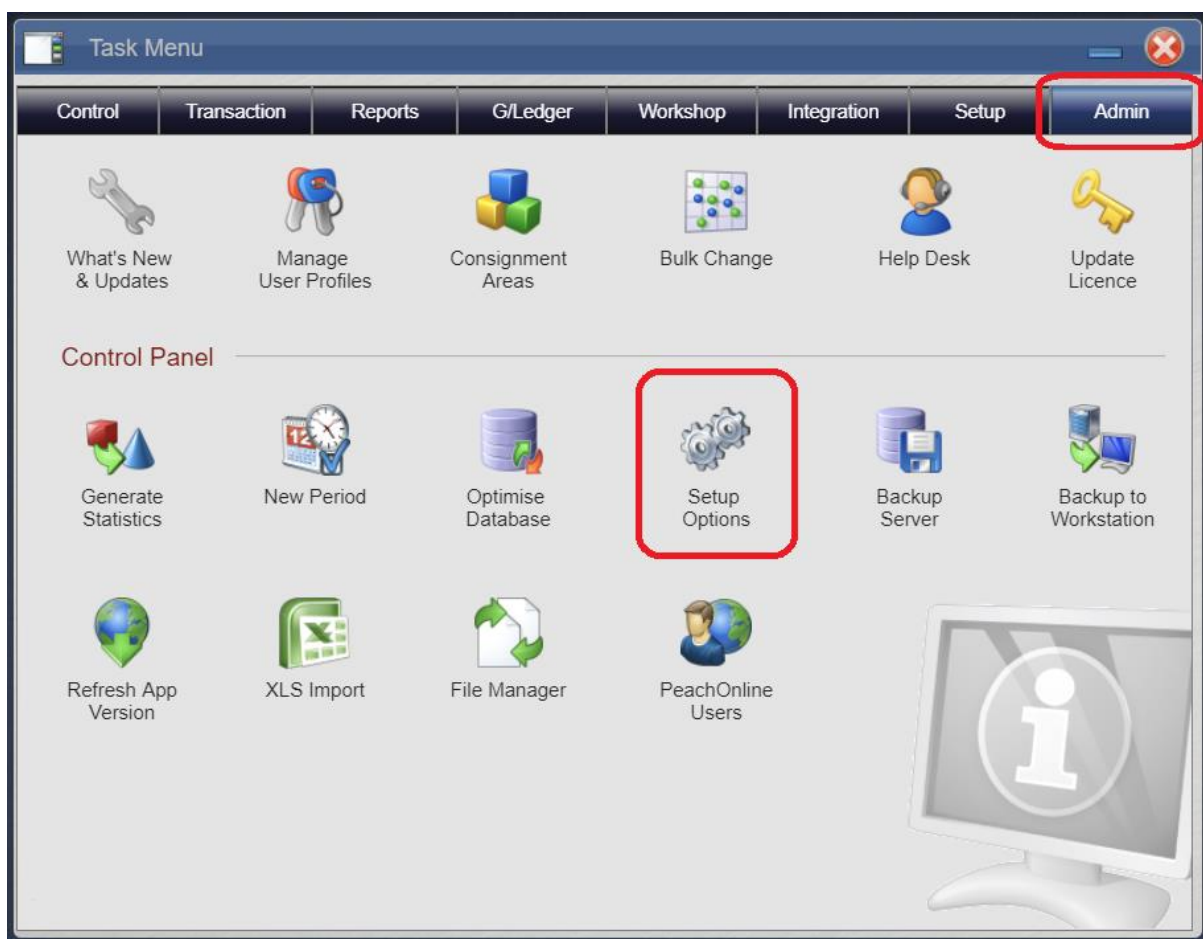 Task Menu
Control Transaction Reports G/Ledger Workshop Integration Setup Admin
What's New
& Updates
Manage
User Profiles
Consignment
Areas
Bulk Change
Help Desk
Update
Licence
Control Panel
Generate
Statistics
New Period
Optimise
Database
Setup
Options
Backup
Server
Backup to
Workstation
Refresh App
Version
XLS Import
File Manager
PeachOnline
Users